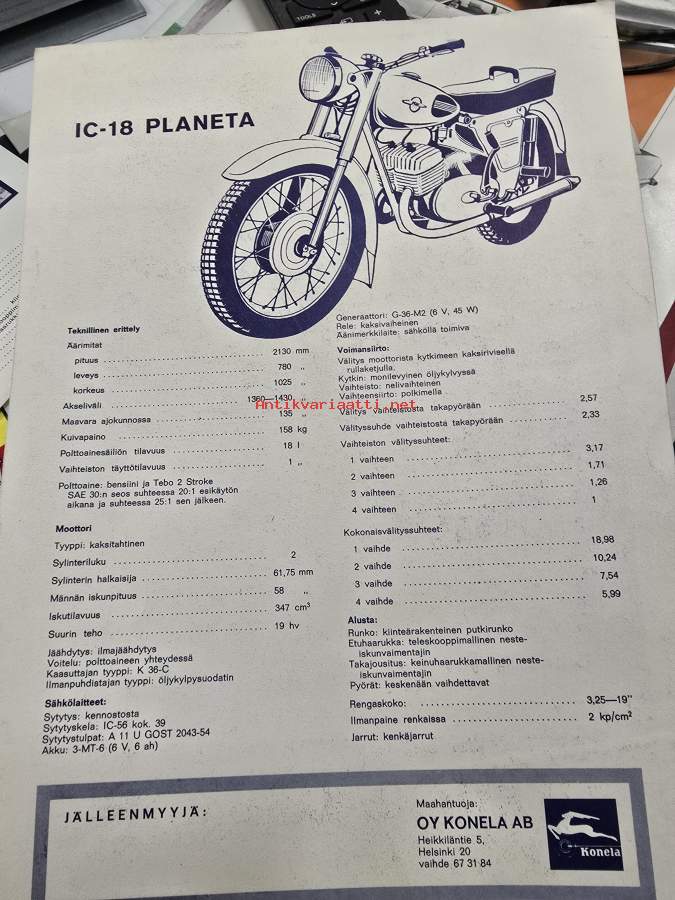 TOOLS
IC-18 PLANETA
Teknillinen erittely
Äärimitat
pituus 2130 mm
leveys 780 „
korkeus 1025 „
Akseliväli 1360—1430 „
Maavara ajokunnossa 135 „
Kuivapaino 158 kg
Polttoainesäiliön tilavuus 18 l
Vaihteiston täyttötilavuus 1 „
Polttoaine: bensiini ja Tebo 2 Stroke
SAE 30:n seos suhteessa 20:1 esikäytön
aikana ja suhteessa 25:1 sen jälkeen.
Moottori
Tyyppi: kaksitahtinen
Sylinteriluku 2
Sylinterin halkaisija 61,75 mm
Männän iskunpituus 58 „
Iskutilavuus 347 cm³
Suurin teho 19 hv
Jäähdytys: ilmajäähdytys
Voitelu: polttoaineen yhteydessä
Kaasuttajan tyyppi: K 36-C
Ilmanpuhdistajan tyyppi: öljykylpysuodatin
Sähkölaitteet:
Sytytys: kennostosta
Sytytyskela: IC-56 kok. 39
Sytytystulpat: A 11 U GOST 2043-54
Akku: 3-MT-6 (6 V, 6 ah)
Generaattori: G-36-M2 (6 V, 45 W)
Rele: kaksivaiheinen
Äänimerkkilaite: sähköllä toimiva
Voimansiirto:
Välitys moottorista kytkimeen kaksirivisellä
rullaketjulla.
Kytkin: monilevyinen öljykylvyssä
Vaihteisto: nelivaihteinen
Vaihteensiirto: polkimella
Välitys vaihteistosta takapyörään 2,57
Välityssuhde vaihteistosta takapyörään 2,33
Vaihteiston välityssuhteet:
1 vaihteen 3,17
2 vaihteen 1,71
3 vaihteen 1,26
4 vaihteen 1
Kokonaisvälityssuhteet:
1 vaihde 18,98
2 vaihde 10,24
3 vaihde 7,54
4 vaihde 5,99
Alusta:
Runko: kiinteärakenteinen putkirunko
Etuhaarukka: teleskooppimallinen neste-
iskunvaimentajin
Takajousitus: keinuhaarukkamallinen neste-
iskunvaimentajin
Pyörät: keskenään vaihdettavat
Rengaskoko: 3,25—19"
Ilmanpaine renkaissa 2 kp/cm²
Jarrut: kenkäjarrut
Antikvariaatti.net
JÄLLEENMYYJÄ:
Maahantuoja:
OY KONELA AB
Heikkiläntie 5,
Helsinki 20
vaihde 67 31 84
Konela